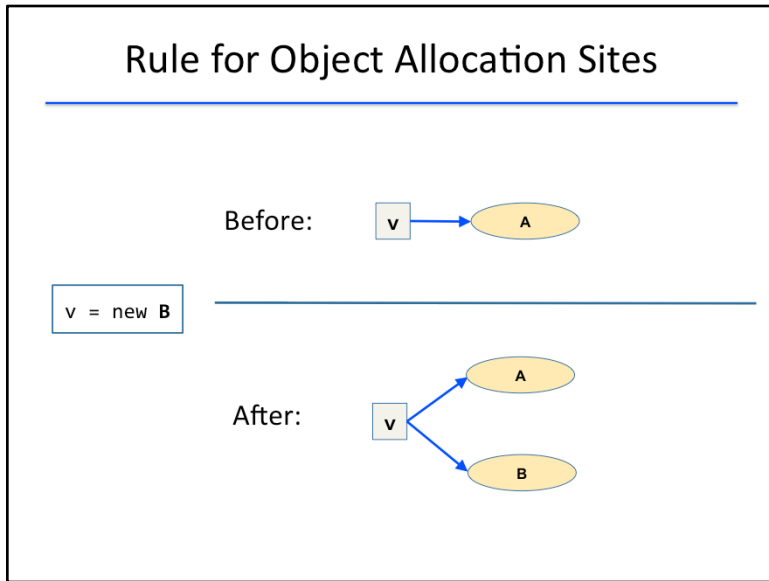 Rule for Object Allocation Sites
Before:
v
A
v = new B
A
After:
v
B